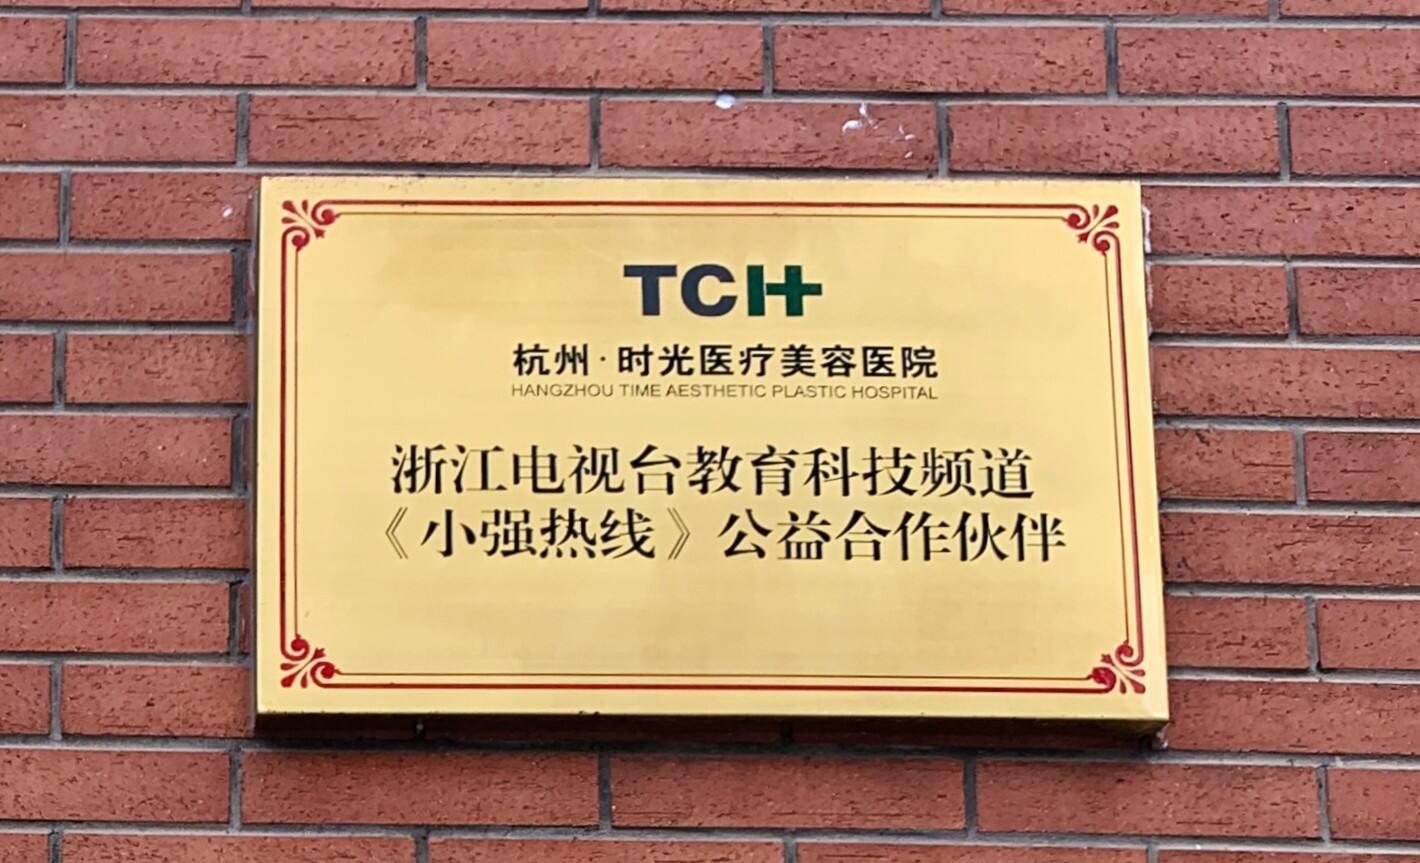 TCH
杭州·时光医疗美容医院
HANGZHOU TIME AESTHETIC PLASTIC HOSPITAL
浙江电视台教育科技频道
《小强热线》公益合作伙伴